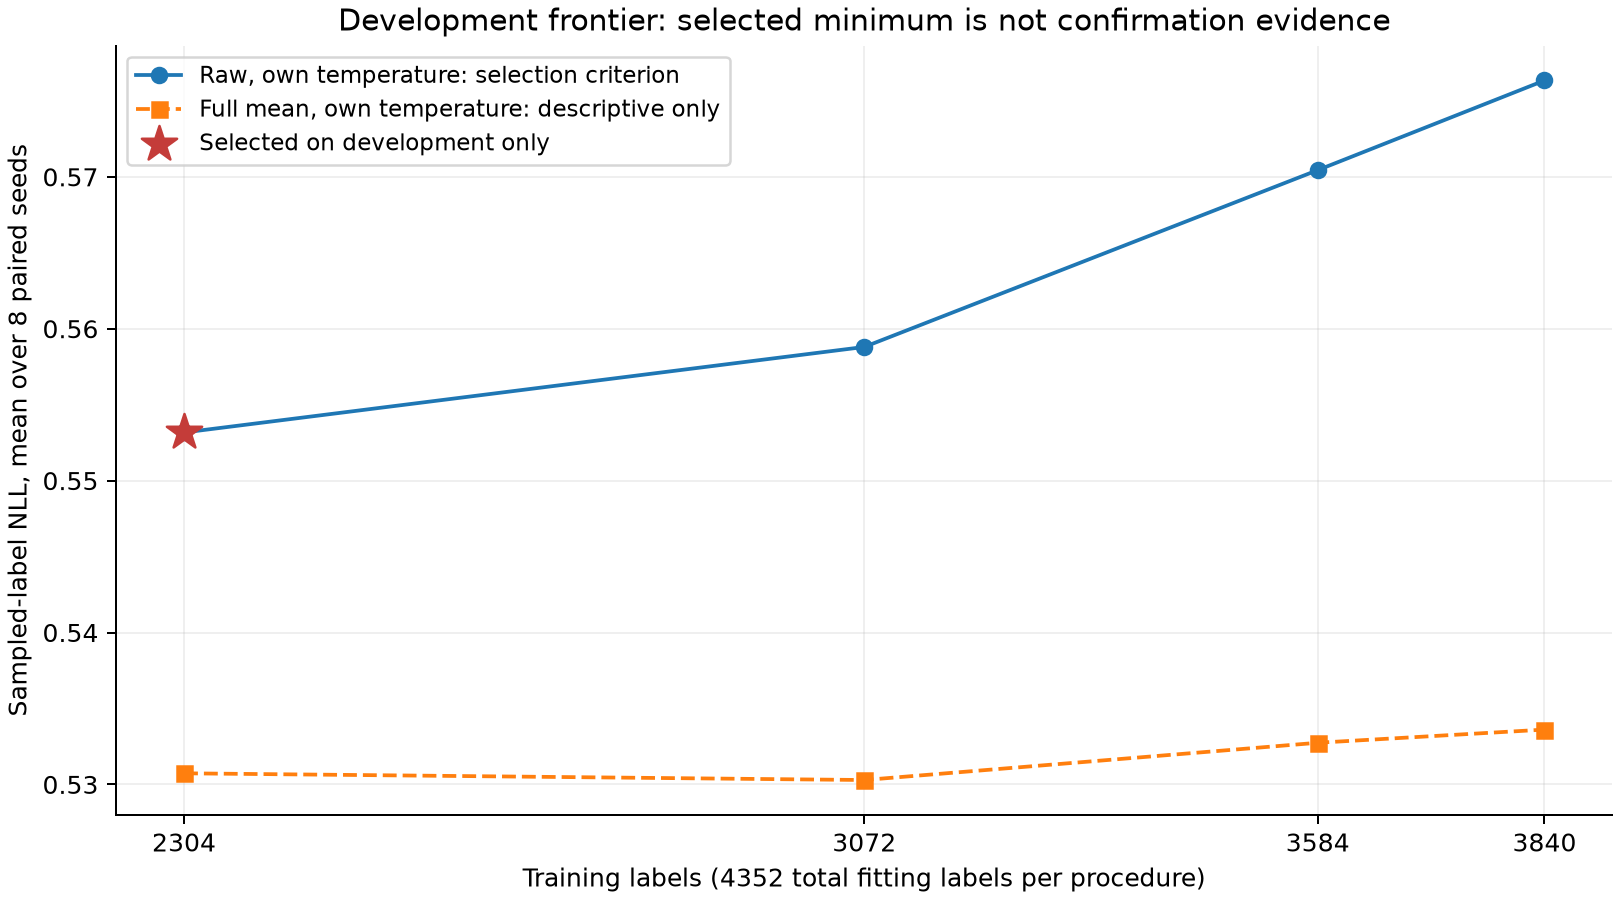 Development frontier: selected minimum is not confirmation evidence
Raw, own temperature: selection criterion
Full mean, own temperature: descriptive only
Selected on development only
Sampled-label NLL, mean over 8 paired seeds
0.57
0.56
0.55
0.54
0.53
2304
3072
3584
3840
Training labels (4352 total fitting labels per procedure)